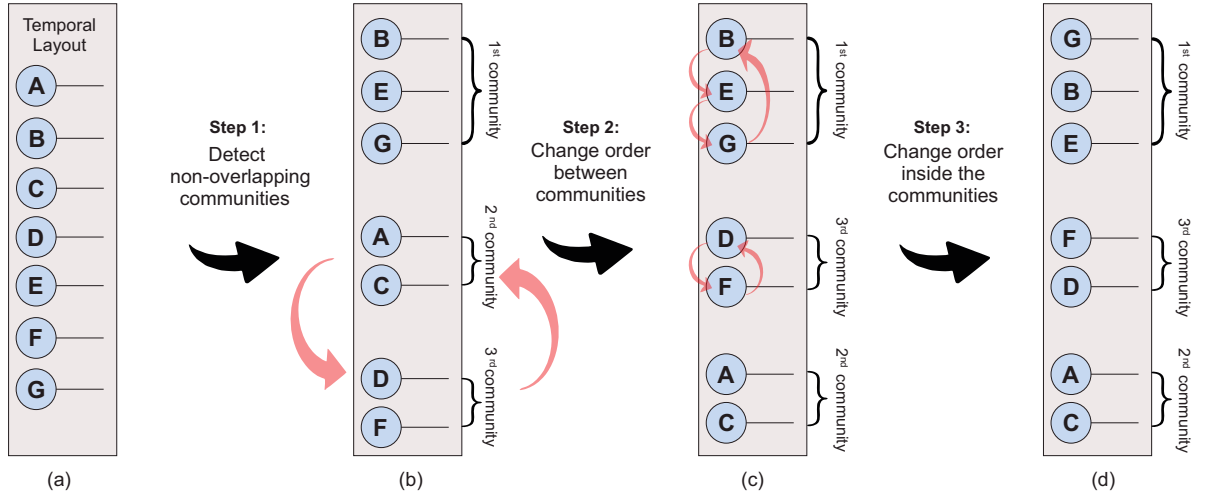 Temporal
Layout
A
B
C
D
E
F
G
(a)
Step 1:
Detect
non-overlapping
communities
B
E
G
1st community
A
C
2nd community
D
F
3rd community
(b)
Step 2:
Change order
between
communities
B
E
G
1st community
D
F
3rd community
A
C
2nd community
(c)
Step 3:
Change order
inside the
communities
G
B
E
1st community
F
D
3rd community
A
C
2nd community
(d)